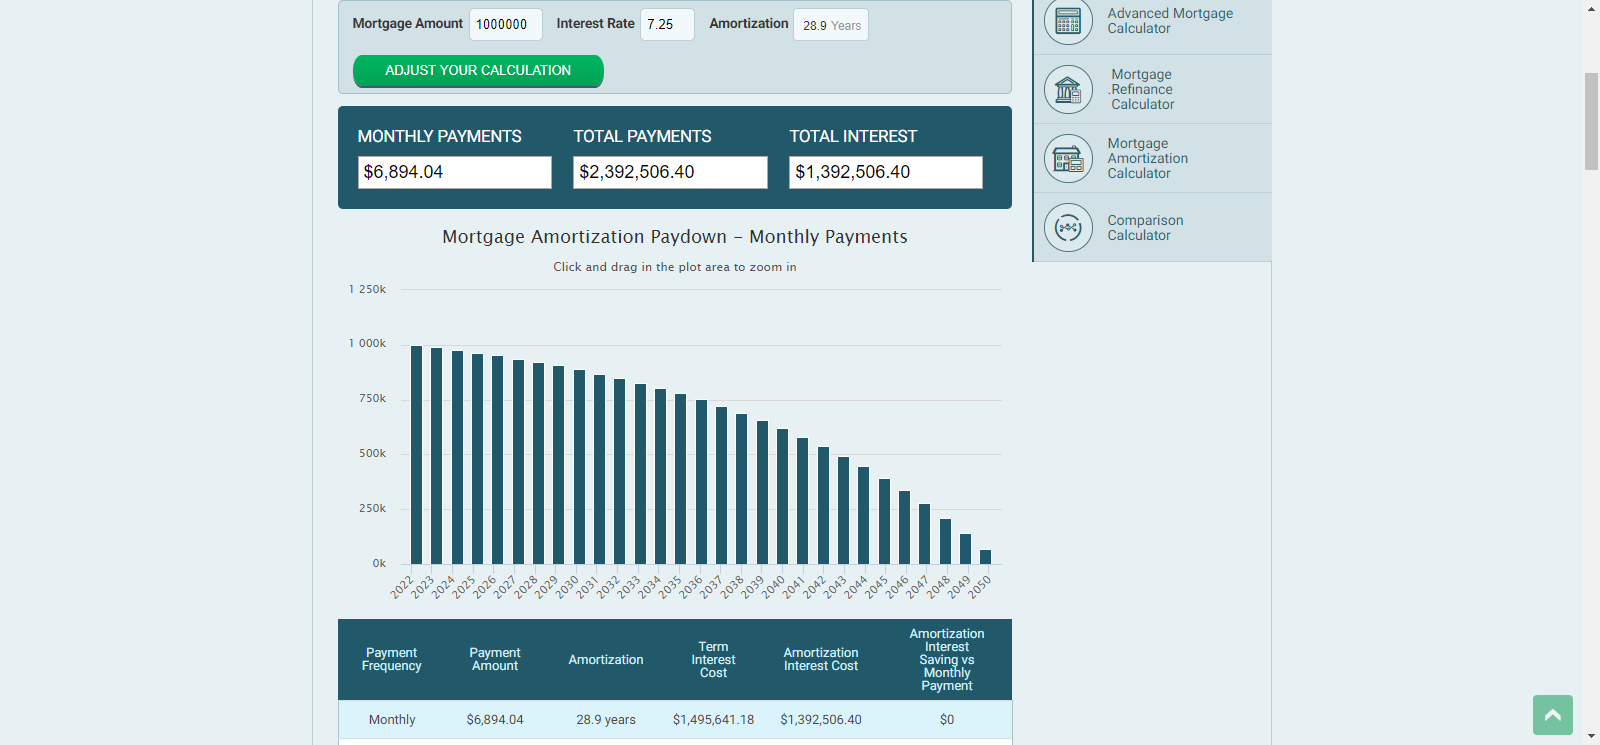 Mortgage Amount 1000000 Interest Rate 7.25 Amortization 28.9 Years
ADJUST YOUR CALCULATION
MONTHLY PAYMENTS TOTAL PAYMENTS TOTAL INTEREST
$6,894.04 $2,392,506.40 $1,392,506.40
Mortgage Amortization Paydown – Monthly Payments
Click and drag in the plot area to zoom in
1 250k
1 000k
750k
500k
250k
0k
2022 2023 2024 2025 2026 2027 2028 2029 2030 2031 2032 2033 2034 2035 2036 2037 2038 2039 2040 2041 2042 2043 2044 2045 2046 2047 2048 2049 2050
Payment
Frequency
Payment
Amount
Amortization
Term
Interest
Cost
Amortization
Interest Cost
Amortization
Interest
Saving vs
Monthly
Payment
Monthly $6,894.04 28.9 years $1,495,641.18 $1,392,506.40 $0
Advanced Mortgage
Calculator
Mortgage
.Refinance
Calculator
Mortgage
Amortization
Calculator
Comparison
Calculator